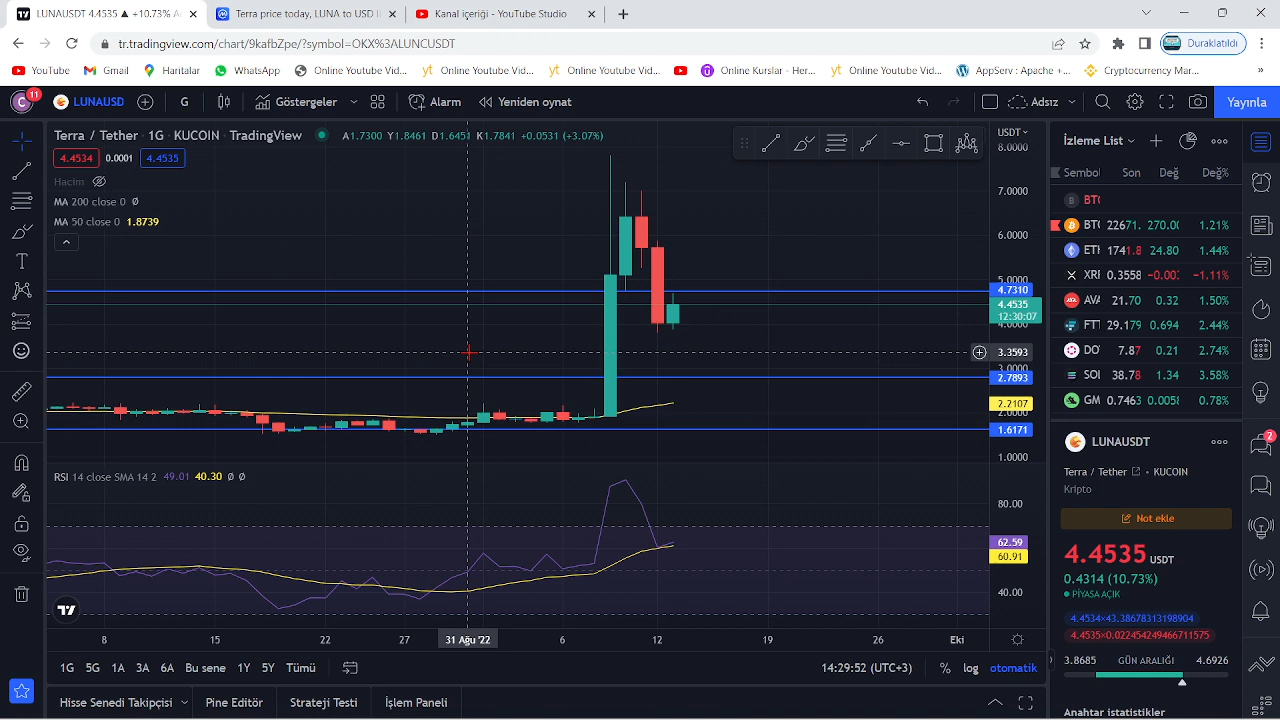 LUNAUSDT 4.4535 ▲ +10.73% A
Terra price today, LUNA to USD li
Kanal içeriği - YouTube Studio
tr.tradingview.com/chart/9kafbZpe/?symbol=OKX%3ALUNCUSDT
Duraklatıldı
YouTube
Gmail
Haritalar
WhatsApp
Online Youtube Vid...
Online Youtube Vid...
Online Youtube Vid...
Online Kurslar - Her...
Online Youtube Vid...
AppServ : Apache +...
Cryptocurrency Mar...
»
C 11
LUNAUSD
G
Göstergeler
Alarm
Yeniden oynat
Adsız
Yayınla
Terra / Tether · 1G · KUCOIN · TradingView
A1.7300 Y1.8461 D1.6451 K1.7841 +0.0531 (+3.07%)
4.4534 0.0001 4.4535
Hacim
MA 200 close 0 Ø
MA 50 close 0 1.8739
USDT
8.0000
7.0000
6.0000
5.0000
4.7310
4.4535
12:30:07
4.0000
3.3593
3.0000
2.7893
2.2107
2.0000
1.6171
1.0000
RSI 14 close SMA 14 2 49.01 40.30 Ø Ø
80.00
62.59
60.91
40.00
8 15 22 27 31 Ağu '22 6 12 19 26 Eki
1G 5G 1A 3A 6A Bu sene 1Y 5Y Tümü
14:29:52 (UTC+3)
% log otomatik
Hisse Senedi Takipçisi
Pine Editör
Strateji Testi
İşlem Paneli
İzleme List
Sembol Son Değ Değ%
BTC
BTC 22671. 270.00 1.21%
ETH 1741.8 24.80 1.44%
XRI 0.3558 −0.00 −1.11%
AVA 21.70 0.32 1.50%
FTT 29.179 0.694 2.44%
DO 7.87 0.21 2.74%
SOI 38.78 1.34 3.58%
GM 0.7463 0.0058 0.78%
LUNAUSDT
Terra / Tether · KUCOIN
Kripto
Not ekle
4.4535 USDT
0.4314 (10.73%)
PİYASA AÇIK
4.4534×43.38678313198904
4.4535×0.022454249466711575
3.8685 GÜN ARALIĞI 4.6926
Anahtar istatistikler
2